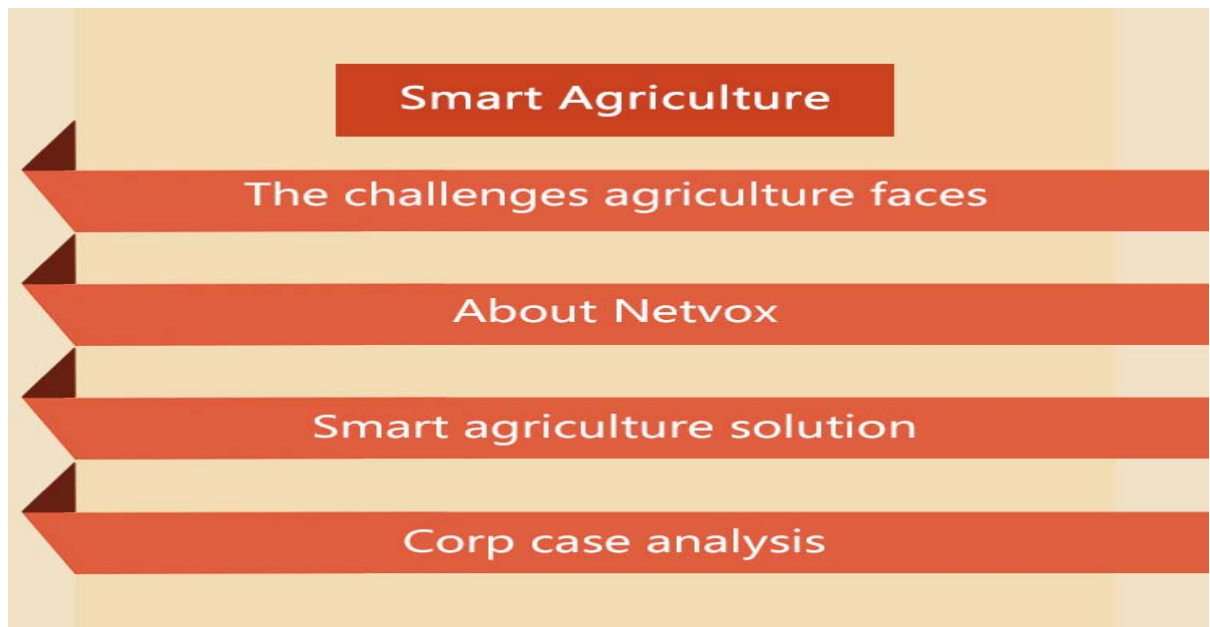 Smart Agriculture
The challenges agriculture faces
About Netvox
Smart agriculture solution
Corp case analysis